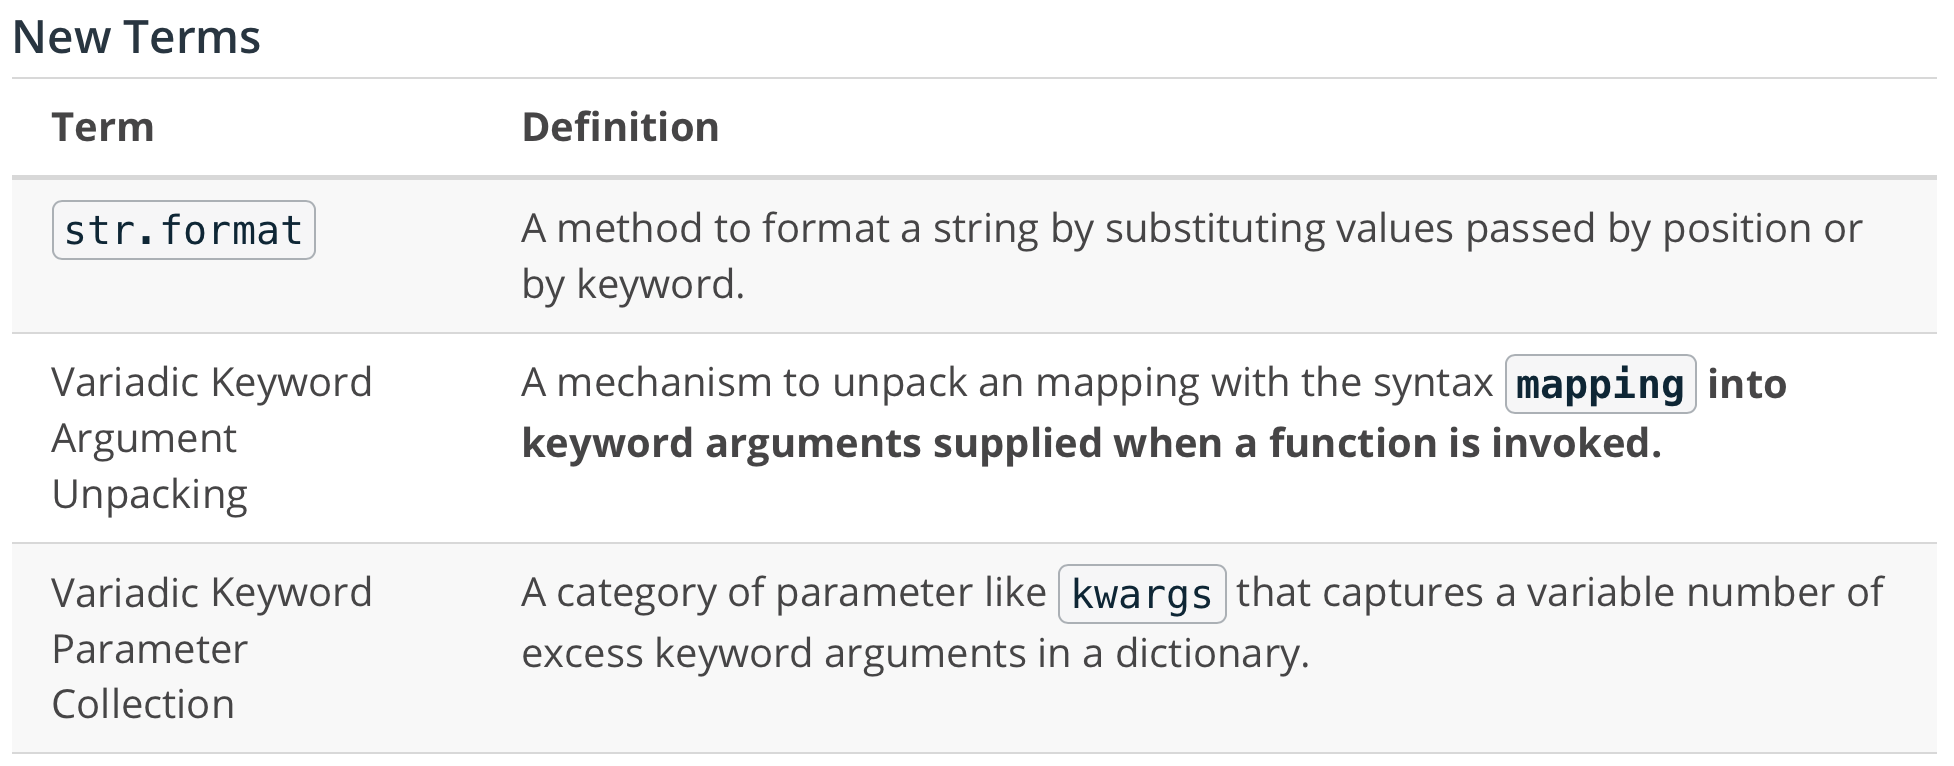 New Terms
Term Definition
str.format A method to format a string by substituting values passed by position or
by keyword.
Variadic Keyword A mechanism to unpack an mapping with the syntax mapping into
Argument keyword arguments supplied when a function is invoked.
Unpacking
Variadic Keyword A category of parameter like kwargs that captures a variable number of
Parameter excess keyword arguments in a dictionary.
Collection